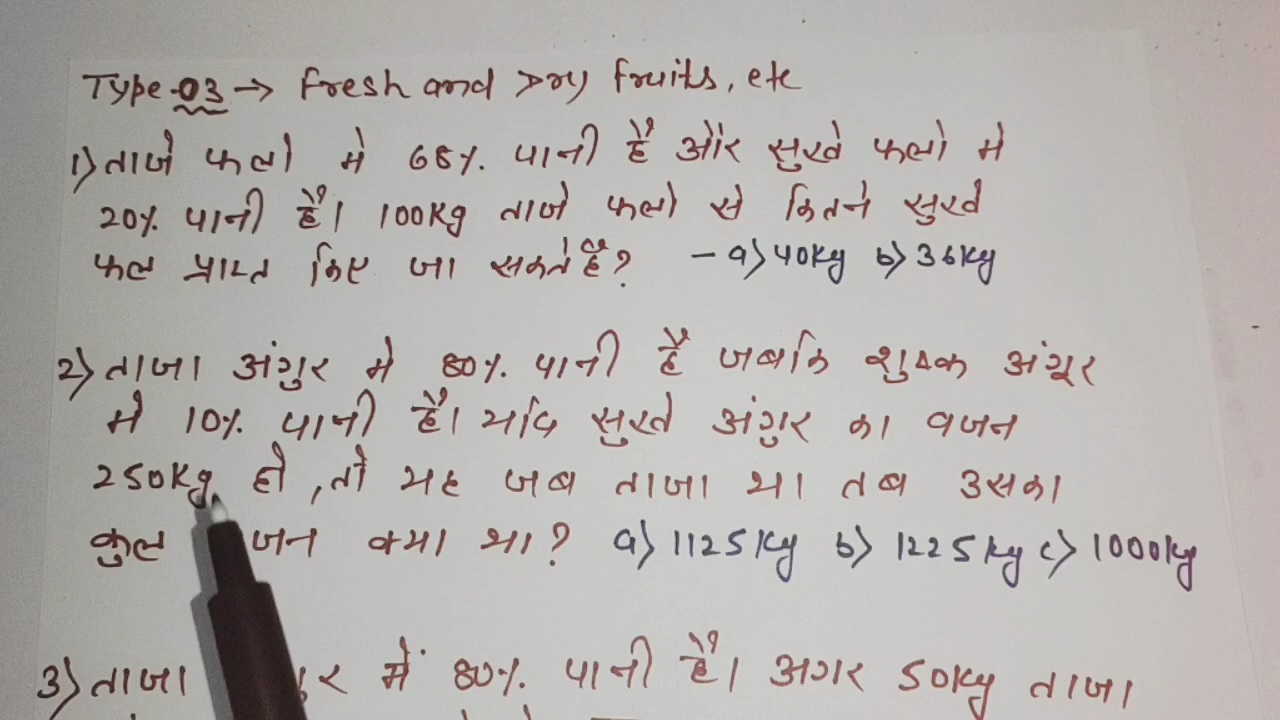 Type-03 → Fresh and Dry fruits, etc
1) ताजे फलो मे 68% पानी है और सुखे फलो मे
20% पानी है। 100Kg ताजे फलो से कितने सुखे
फल प्राप्त किए जा सकते है? - a) 40Kg b) 36Kg
2) ताजा अंगुर मे 80% पानी है जबकि शुष्क अंगूर
मे 10% पानी है। यदि सुखे अंगुर का वजन
250Kg हो, तो यह जब ताजा था तब उसका
कुल जन क्या था? a) 1125Kg b) 1225Kg c) 1000Kg
3) ताजा ुर में 80% पानी है। अगर 50Kg ताजा